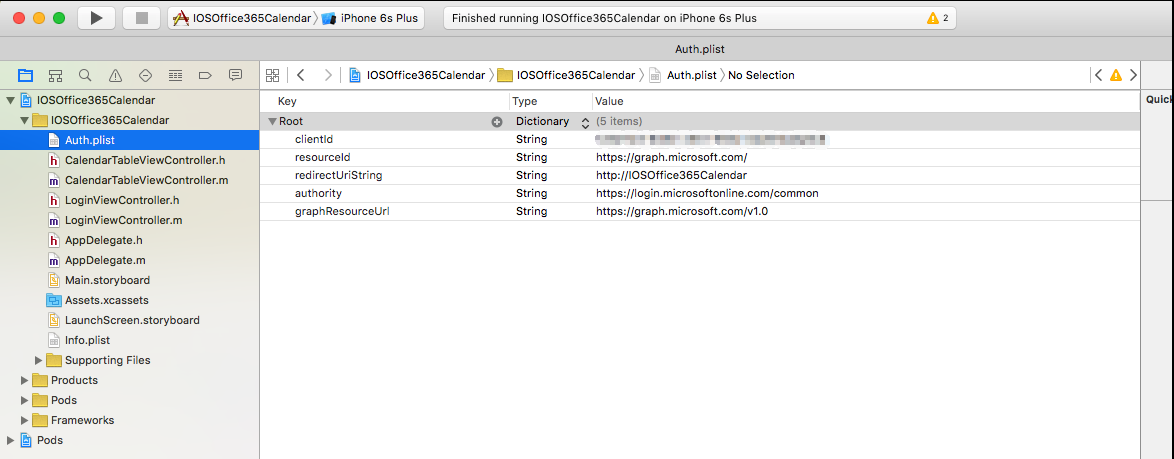 IOSOffice365Calendar iPhone 6s Plus
Finished running IOSOffice365Calendar on iPhone 6s Plus
2
Auth.plist
IOSOffice365Calendar IOSOffice365Calendar Auth.plist No Selection
IOSOffice365Calendar
IOSOffice365Calendar
Auth.plist
h CalendarTableViewController.h
m CalendarTableViewController.m
h LoginViewController.h
m LoginViewController.m
h AppDelegate.h
m AppDelegate.m
Main.storyboard
Assets.xcassets
LaunchScreen.storyboard
Info.plist
Supporting Files
Products
Pods
Frameworks
Pods
Key Type Value
Root Dictionary (5 items)
clientId String
resourceId String https://graph.microsoft.com/
redirectUriString String http://IOSOffice365Calendar
authority String https://login.microsoftonline.com/common
graphResourceUrl String https://graph.microsoft.com/v1.0
Quick